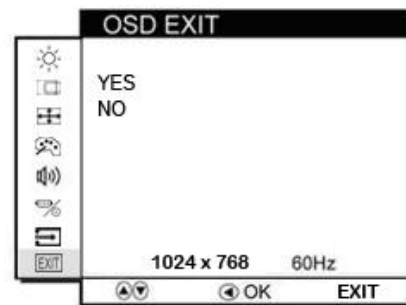 OSD EXIT
YES
NO
EXIT
1024 x 768 60Hz
OK EXIT